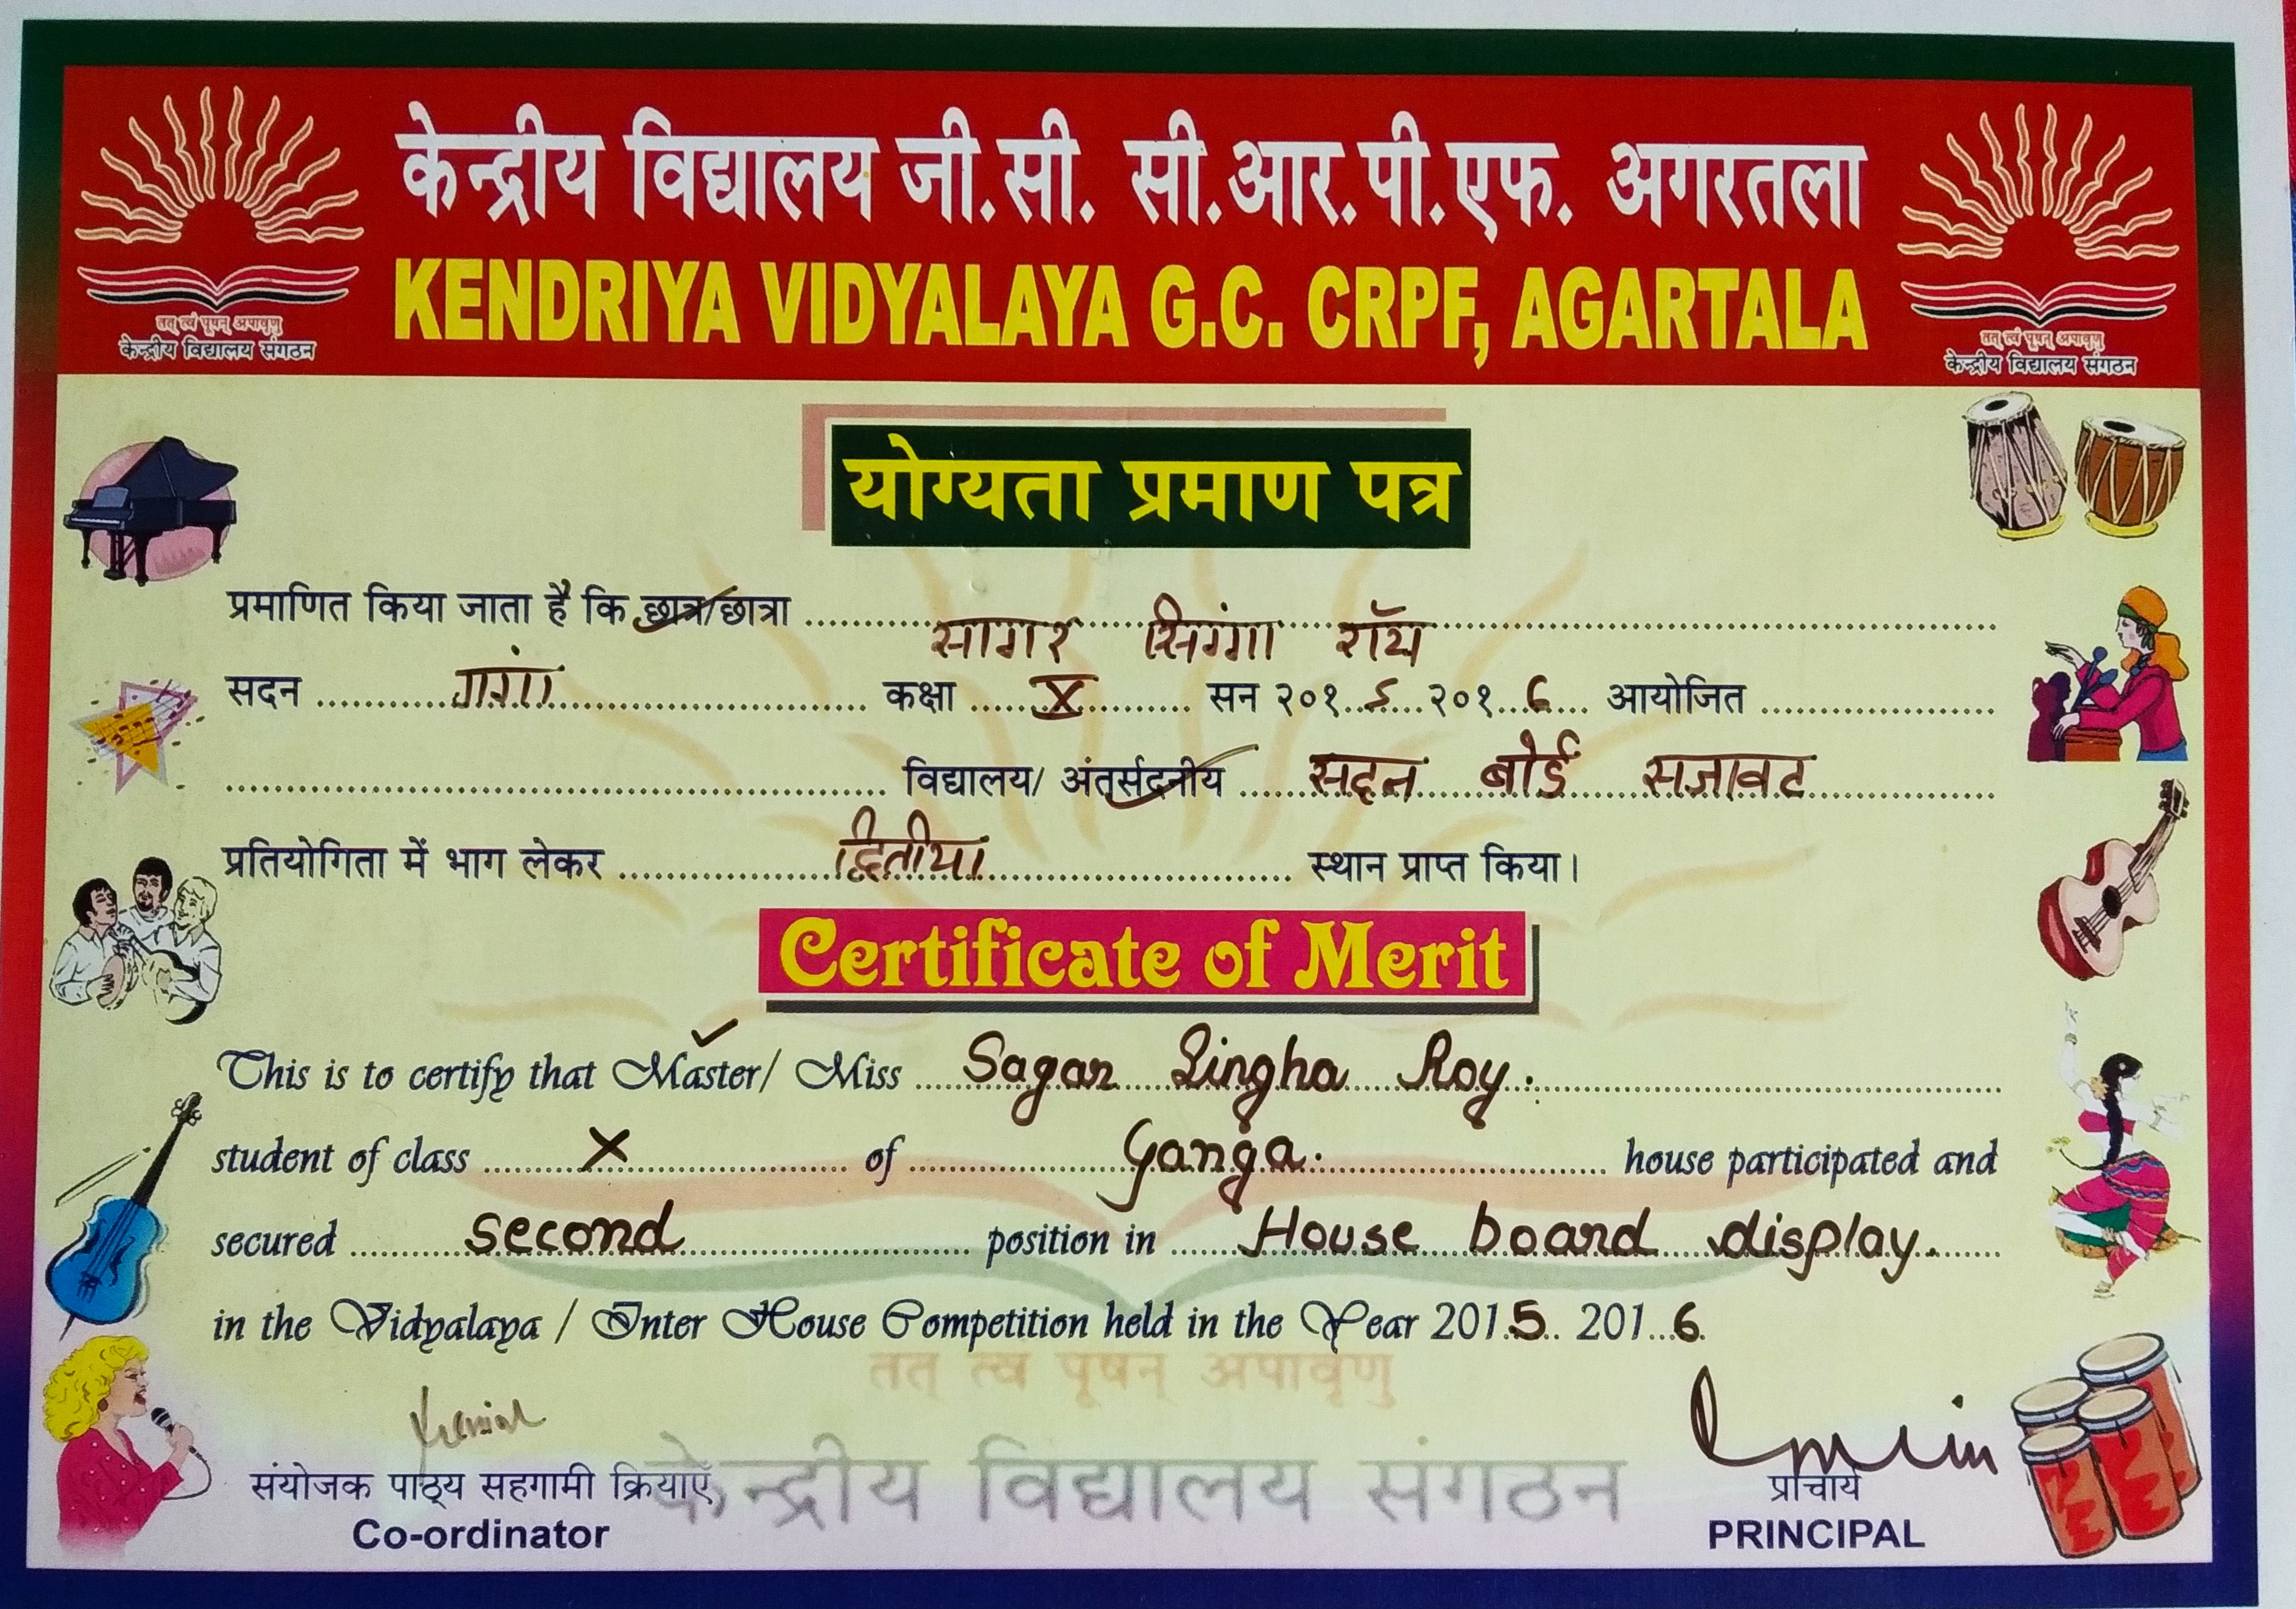 केन्द्रीय विद्यालय जी.सी. सी.आर.पी.एफ. अगरतला
KENDRIYA VIDYALAYA G.C. CRPF, AGARTALA
तत् त्वं पूषन् अपावृणु
केन्द्रीय विद्यालय संगठन
तत् त्वं पूषन् अपावृणु
केन्द्रीय विद्यालय संगठन
योग्यता प्रमाण पत्र
प्रमाणित किया जाता है कि छात्र/छात्रा सागर सिंगा रॉय
सदन गंगा कक्षा X सन २०१5 २०१6 आयोजित
विद्यालय/ अंतर्सदनीय सदन बोर्ड सजावट
प्रतियोगिता में भाग लेकर द्वितीया स्थान प्राप्त किया।
Certificate of Merit
This is to certify that Master/ Miss Sagar Singha Roy.
student of class X of Ganga. house participated and
secured second position in House board display.
in the Vidyalaya / Inter House Competition held in the Year 2015 2016.
तत् त्व पूषन् अपावृणु
केन्द्रीय विद्यालय संगठन
संयोजक पाठ्य सहगामी क्रियाएँ
Co-ordinator
प्राचार्य
PRINCIPAL